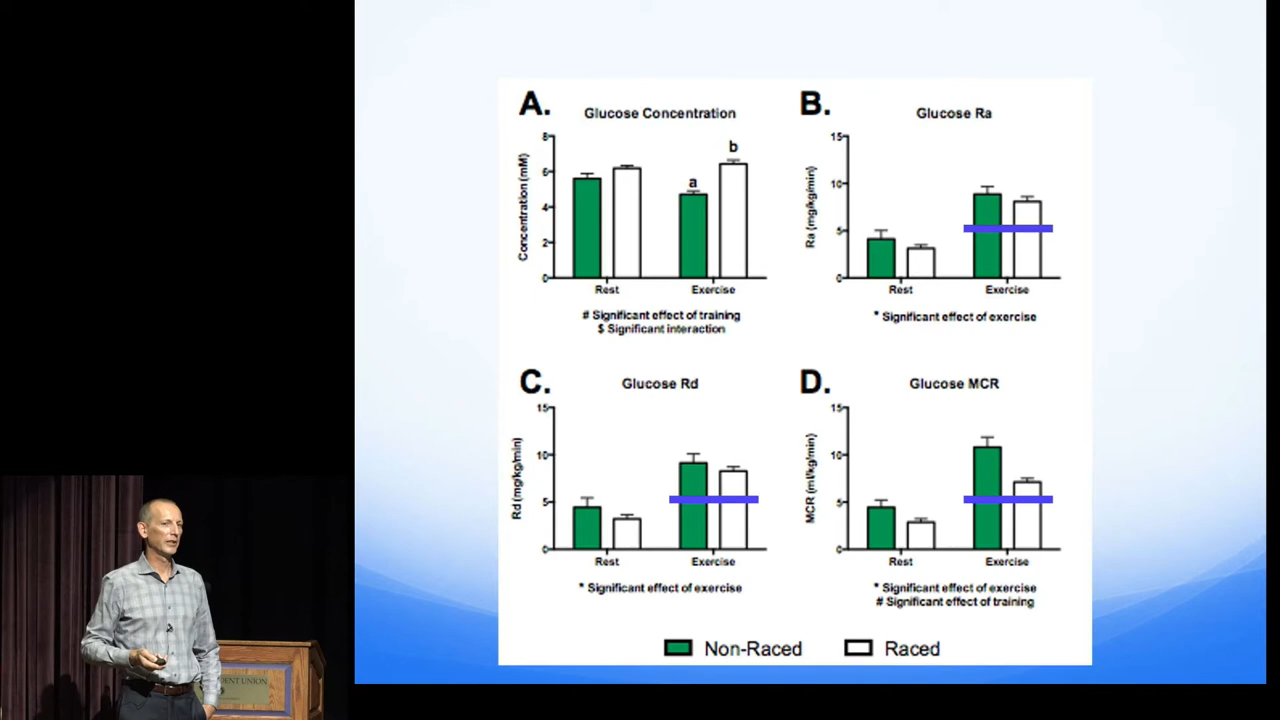 A.
Glucose Concentration
8
6
4
2
0
Concentration (mM)
a
b
Rest
Exercise
# Significant effect of training
$ Significant interaction
B.
Glucose Ra
15
10
5
0
Ra (mg/kg/min)
Rest
Exercise
* Significant effect of exercise
C.
Glucose Rd
15
10
5
0
Rd (mg/kg/min)
Rest
Exercise
* Significant effect of exercise
D.
Glucose MCR
15
10
5
0
MCR (ml/kg/min)
Rest
Exercise
* Significant effect of exercise
# Significant effect of training
Non-Raced
Raced
DENT UNION